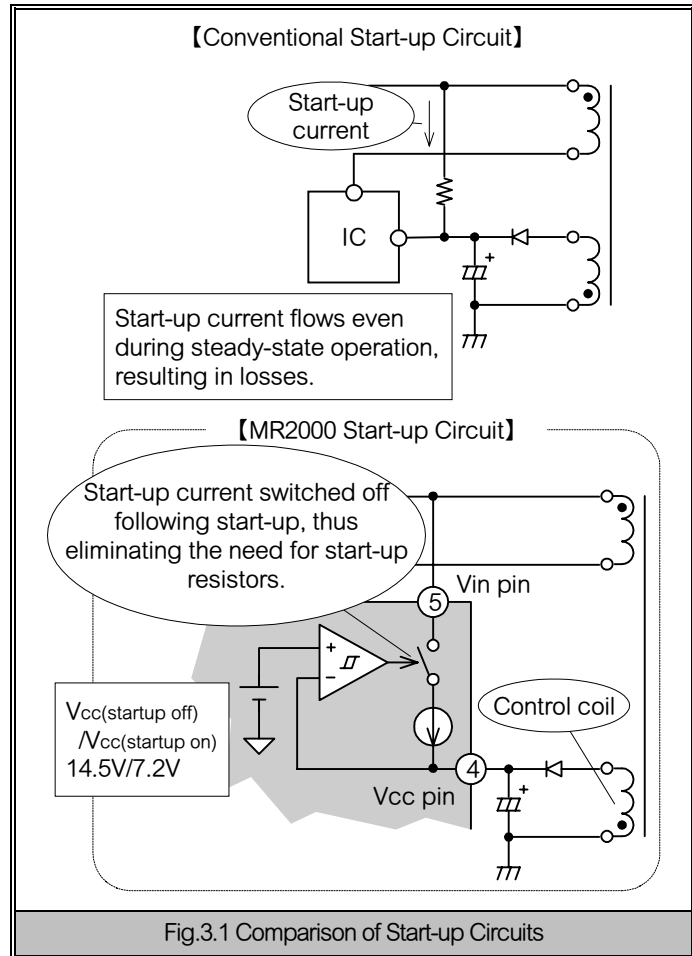 【Conventional Start-up Circuit】
Start-up
current
IC
+
Start-up current flows even
during steady-state operation,
resulting in losses.
【MR2000 Start-up Circuit】
Start-up current switched off
following start-up, thus
eliminating the need for start-up
resistors.
Vin pin
5
+
−
Vcc(startup off)
/Vcc(startup on)
14.5V/7.2V
Control coil
4
Vcc pin
+
Fig.3.1 Comparison of Start-up Circuits